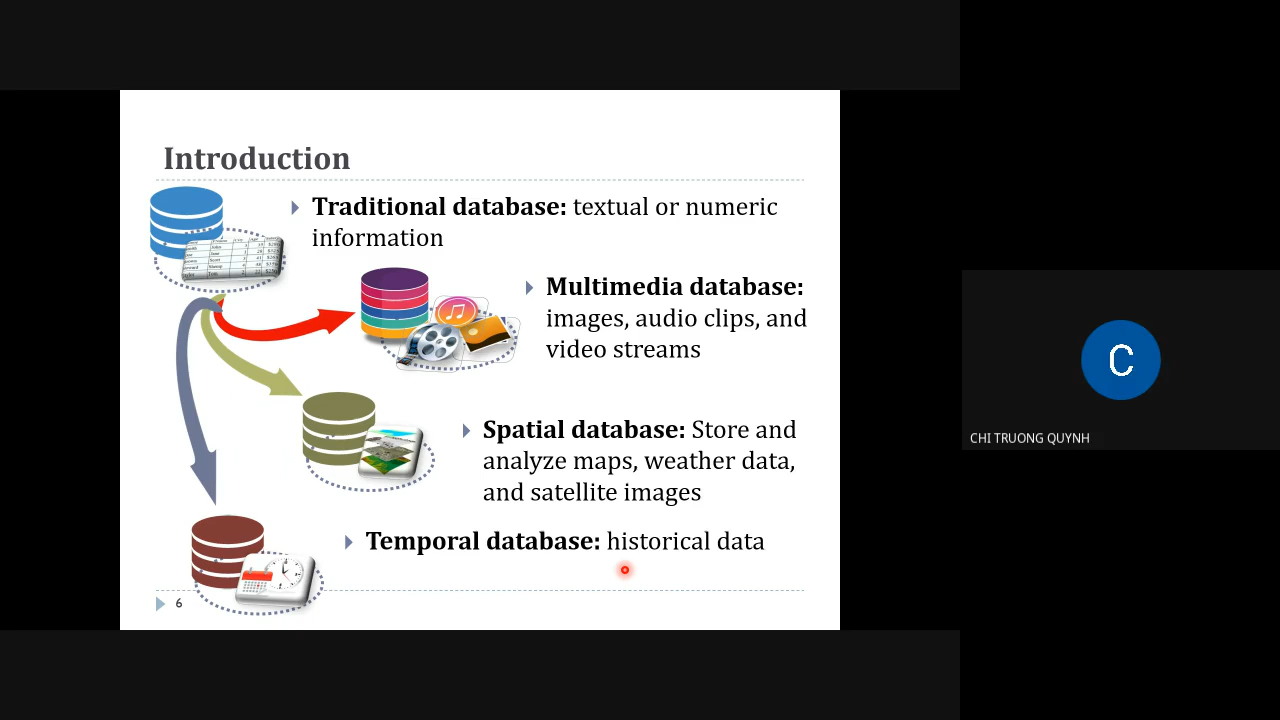 Introduction
Traditional database: textual or numeric
information
Multimedia database:
images, audio clips, and
video streams
Spatial database: Store and
analyze maps, weather data,
and satellite images
Temporal database: historical data
6
C
CHI TRUONG QUYNH